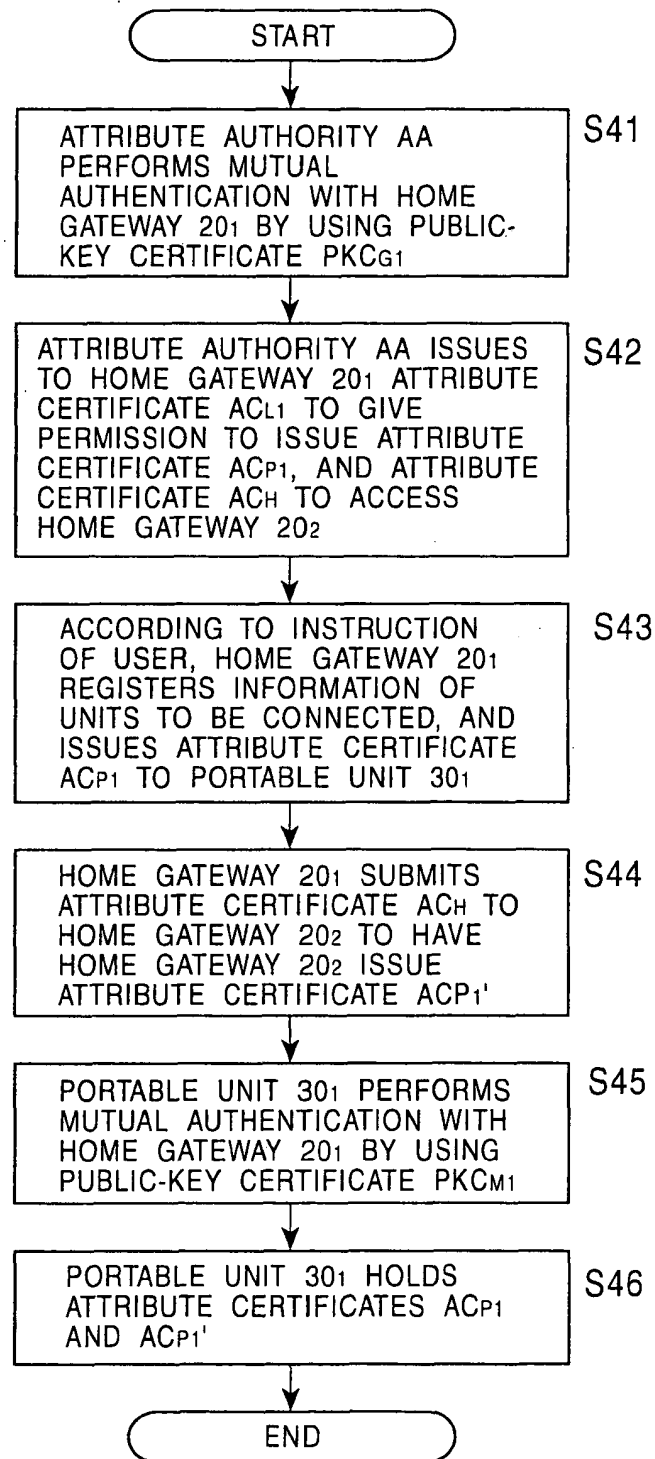 START
S41
ATTRIBUTE AUTHORITY AA
PERFORMS MUTUAL
AUTHENTICATION WITH HOME
GATEWAY 201 BY USING PUBLIC-
KEY CERTIFICATE PKCG1
S42
ATTRIBUTE AUTHORITY AA ISSUES
TO HOME GATEWAY 201 ATTRIBUTE
CERTIFICATE ACL1 TO GIVE
PERMISSION TO ISSUE ATTRIBUTE
CERTIFICATE ACP1, AND ATTRIBUTE
CERTIFICATE ACH TO ACCESS
HOME GATEWAY 202
S43
ACCORDING TO INSTRUCTION
OF USER, HOME GATEWAY 201
REGISTERS INFORMATION OF
UNITS TO BE CONNECTED, AND
ISSUES ATTRIBUTE CERTIFICATE
ACP1 TO PORTABLE UNIT 301
S44
HOME GATEWAY 201 SUBMITS
ATTRIBUTE CERTIFICATE ACH TO
HOME GATEWAY 202 TO HAVE
HOME GATEWAY 202 ISSUE
ATTRIBUTE CERTIFICATE ACP1'
S45
PORTABLE UNIT 301 PERFORMS
MUTUAL AUTHENTICATION WITH
HOME GATEWAY 201 BY USING
PUBLIC-KEY CERTIFICATE PKCM1
S46
PORTABLE UNIT 301 HOLDS
ATTRIBUTE CERTIFICATES ACP1
AND ACP1'
END